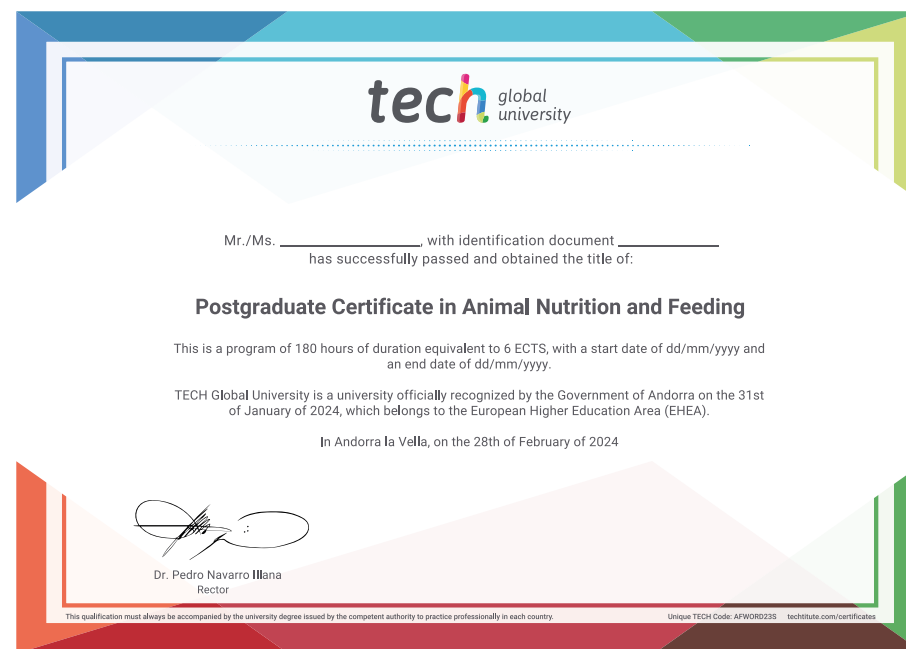 tech global university
Mr./Ms. ____________________, with identification document ______________
has successfully passed and obtained the title of:
Postgraduate Certificate in Animal Nutrition and Feeding
This is a program of 180 hours of duration equivalent to 6 ECTS, with a start date of dd/mm/yyyy and
an end date of dd/mm/yyyy.
TECH Global University is a university officially recognized by the Government of Andorra on the 31st
of January of 2024, which belongs to the European Higher Education Area (EHEA).
In Andorra la Vella, on the 28th of February of 2024
Dr. Pedro Navarro Illana
Rector
This qualification must always be accompanied by the university degree issued by the competent authority to practice professionally in each country.
Unique TECH Code: AFWORD23S techtitute.com/certificates